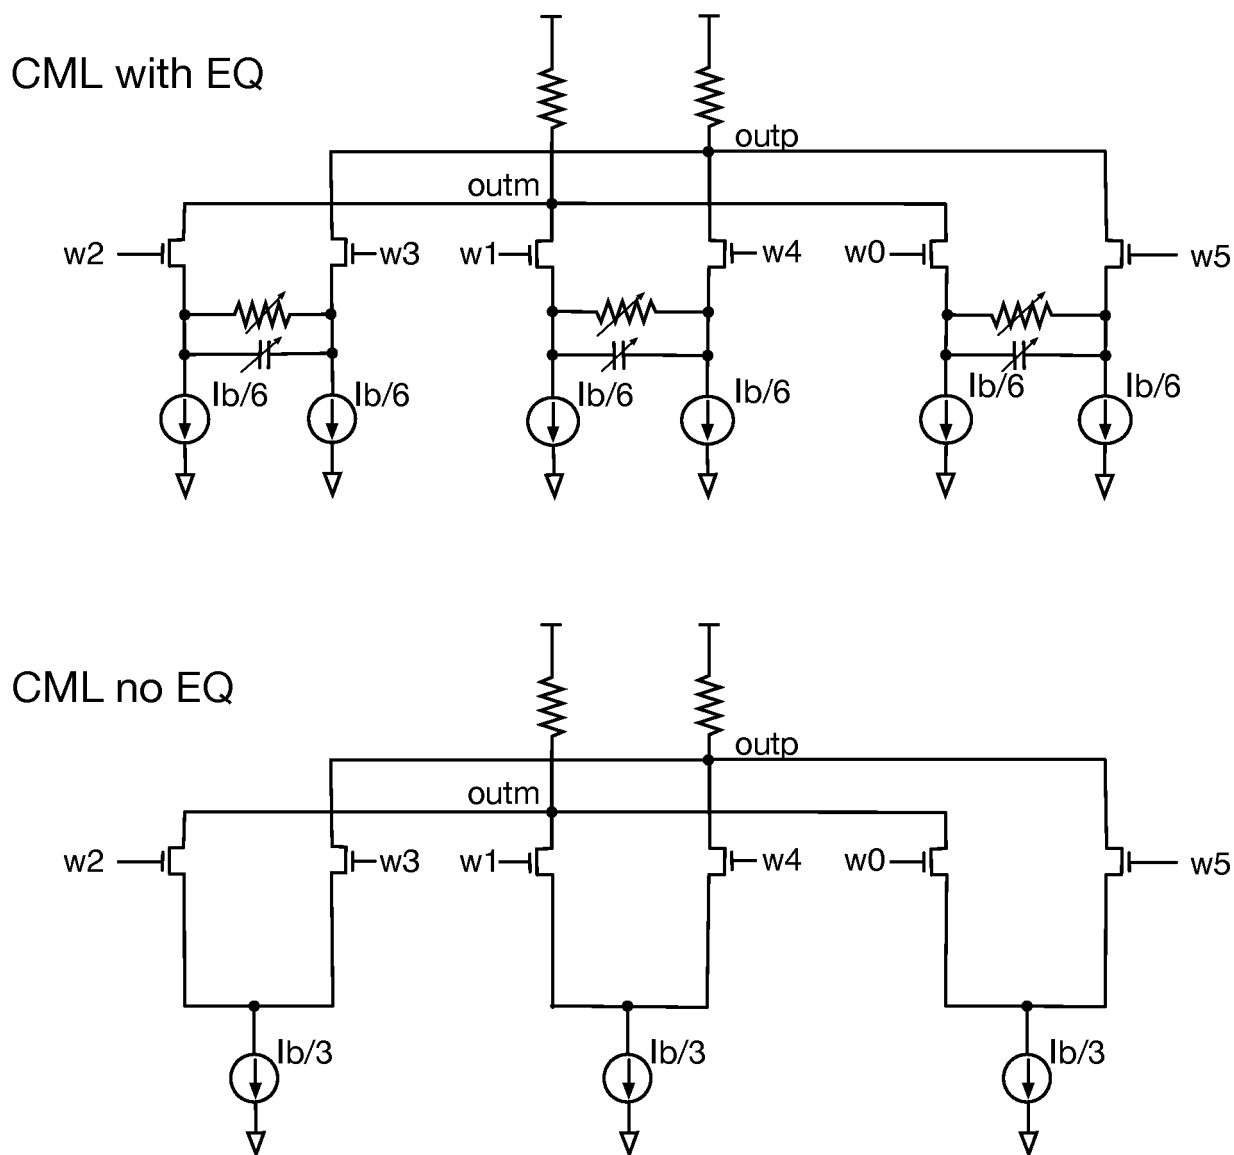 CML with EQ
outp
outm
w2 w3 w1 w4 w0 w5
Ib/6 Ib/6 Ib/6 Ib/6 Ib/6 Ib/6
CML no EQ
outp
outm
w2 w3 w1 w4 w0 w5
Ib/3 Ib/3 Ib/3